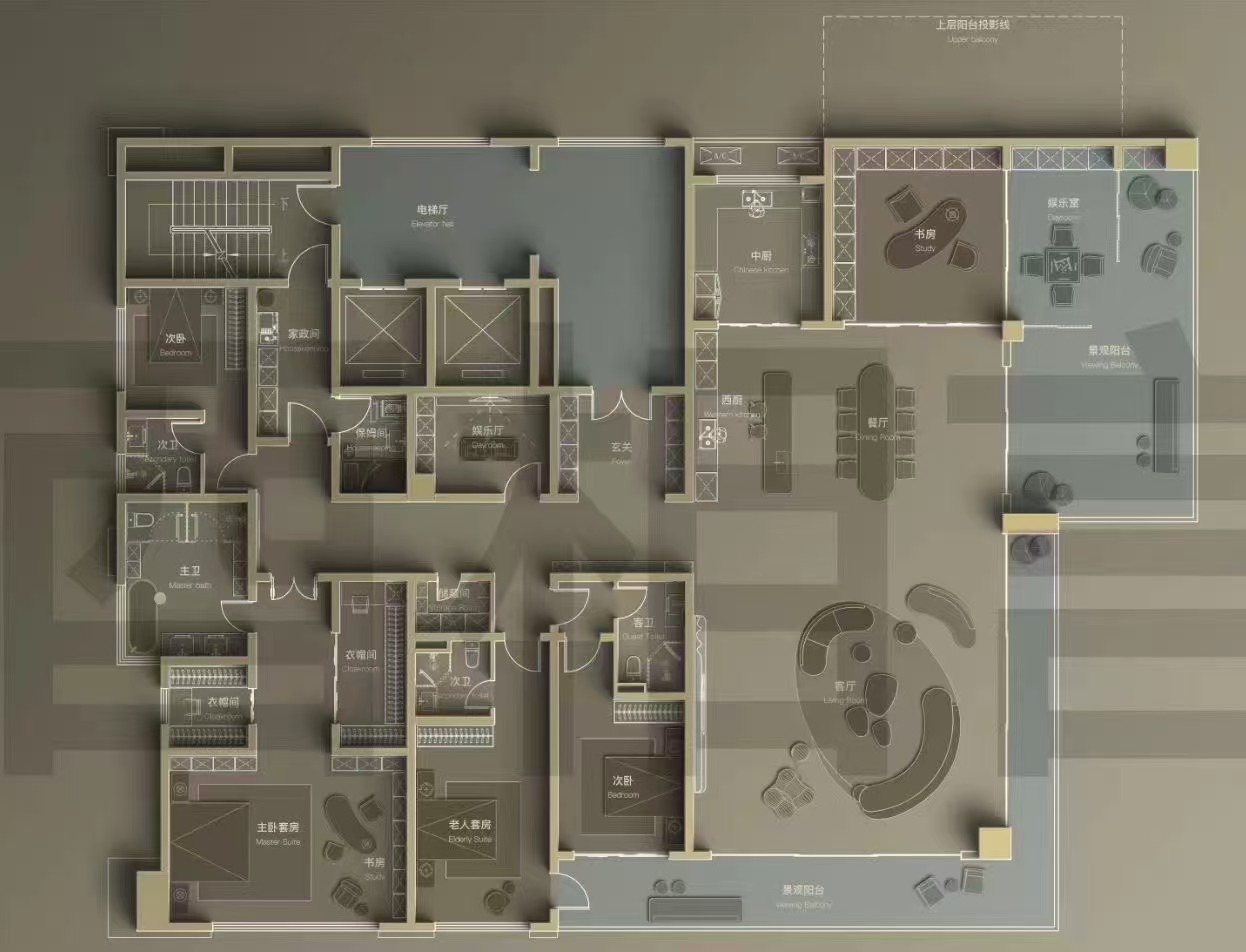 上层阳台投影线
Upper balcony
A/C
A/C
电梯厅
Elevator hall
下
上
中厨
Chinese kitchen
书房
Study
娱乐室
Dayroom
次卧
Bedroom
家政间
Housekeeping
景观阳台
Viewing Balcony
西厨
Western kitchen
餐厅
Dining Room
次卫
Secondary toilet
保姆间
Housekeeping
娱乐厅
Dayroom
玄关
Foyer
主卫
Master bath
储藏间
Storage Room
客卫
Guest Toilet
衣帽间
Cloakroom
次卫
Secondary toilet
客厅
Living Room
衣帽间
Cloakroom
次卧
Bedroom
主卧套房
Master Suite
老人套房
Elderly Suite
书房
Study
景观阳台
Viewing Balcony